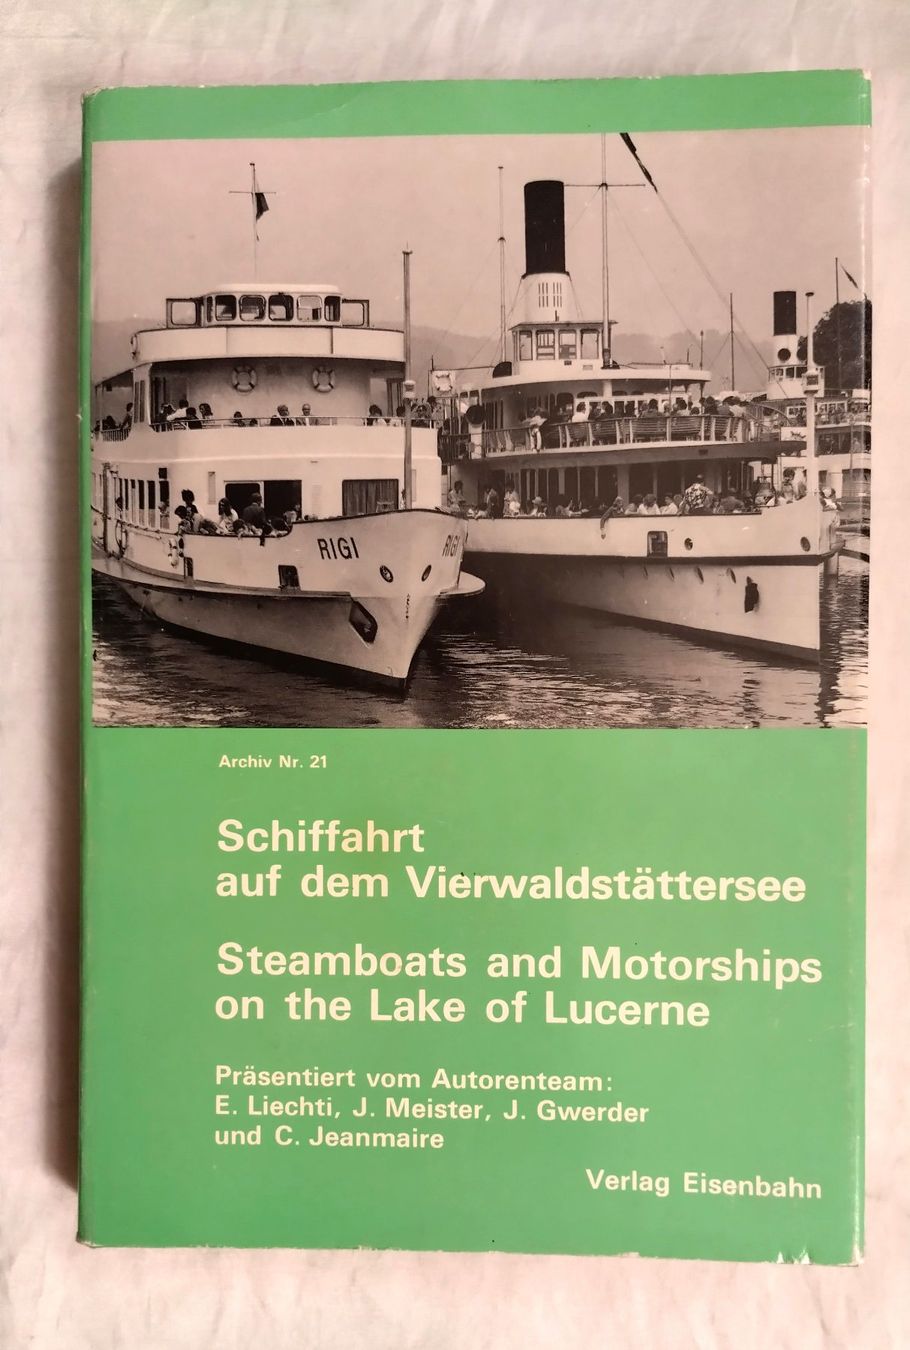 RIGI
RIGI
Archiv Nr. 21
Schiffahrt
auf dem Vierwaldstättersee
Steamboats and Motorships
on the Lake of Lucerne
Präsentiert vom Autorenteam:
E. Liechti, J. Meister, J. Gwerder
und C. Jeanmaire
Verlag Eisenbahn